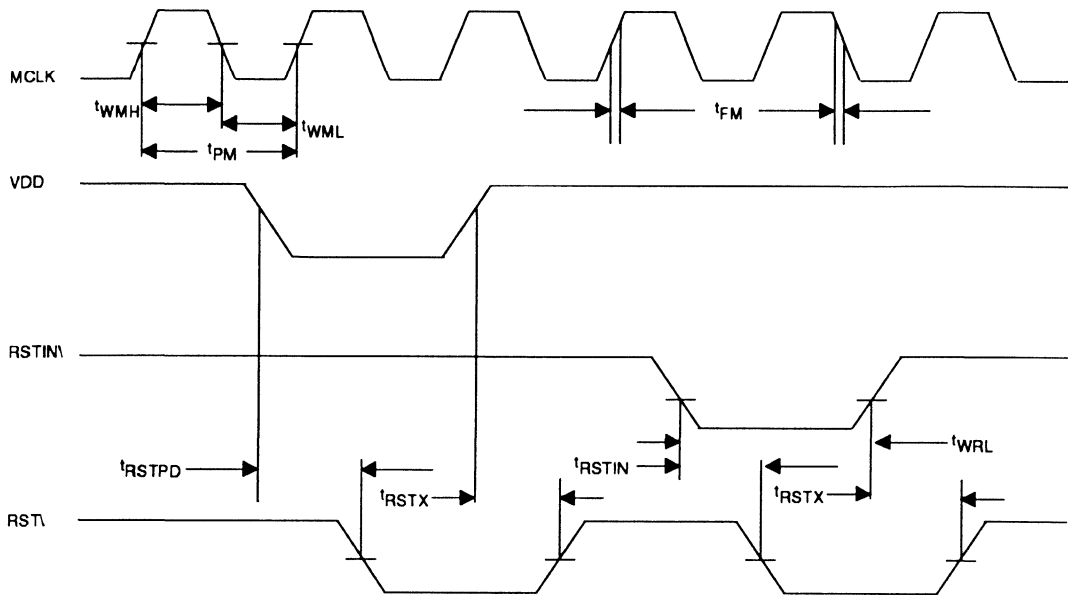 MCLK
tWMH
tWML
tPM
tFM
VDD
RSTIN\
tWRL
tRSTPD
tRSTIN
tRSTX
tRSTX
RST\